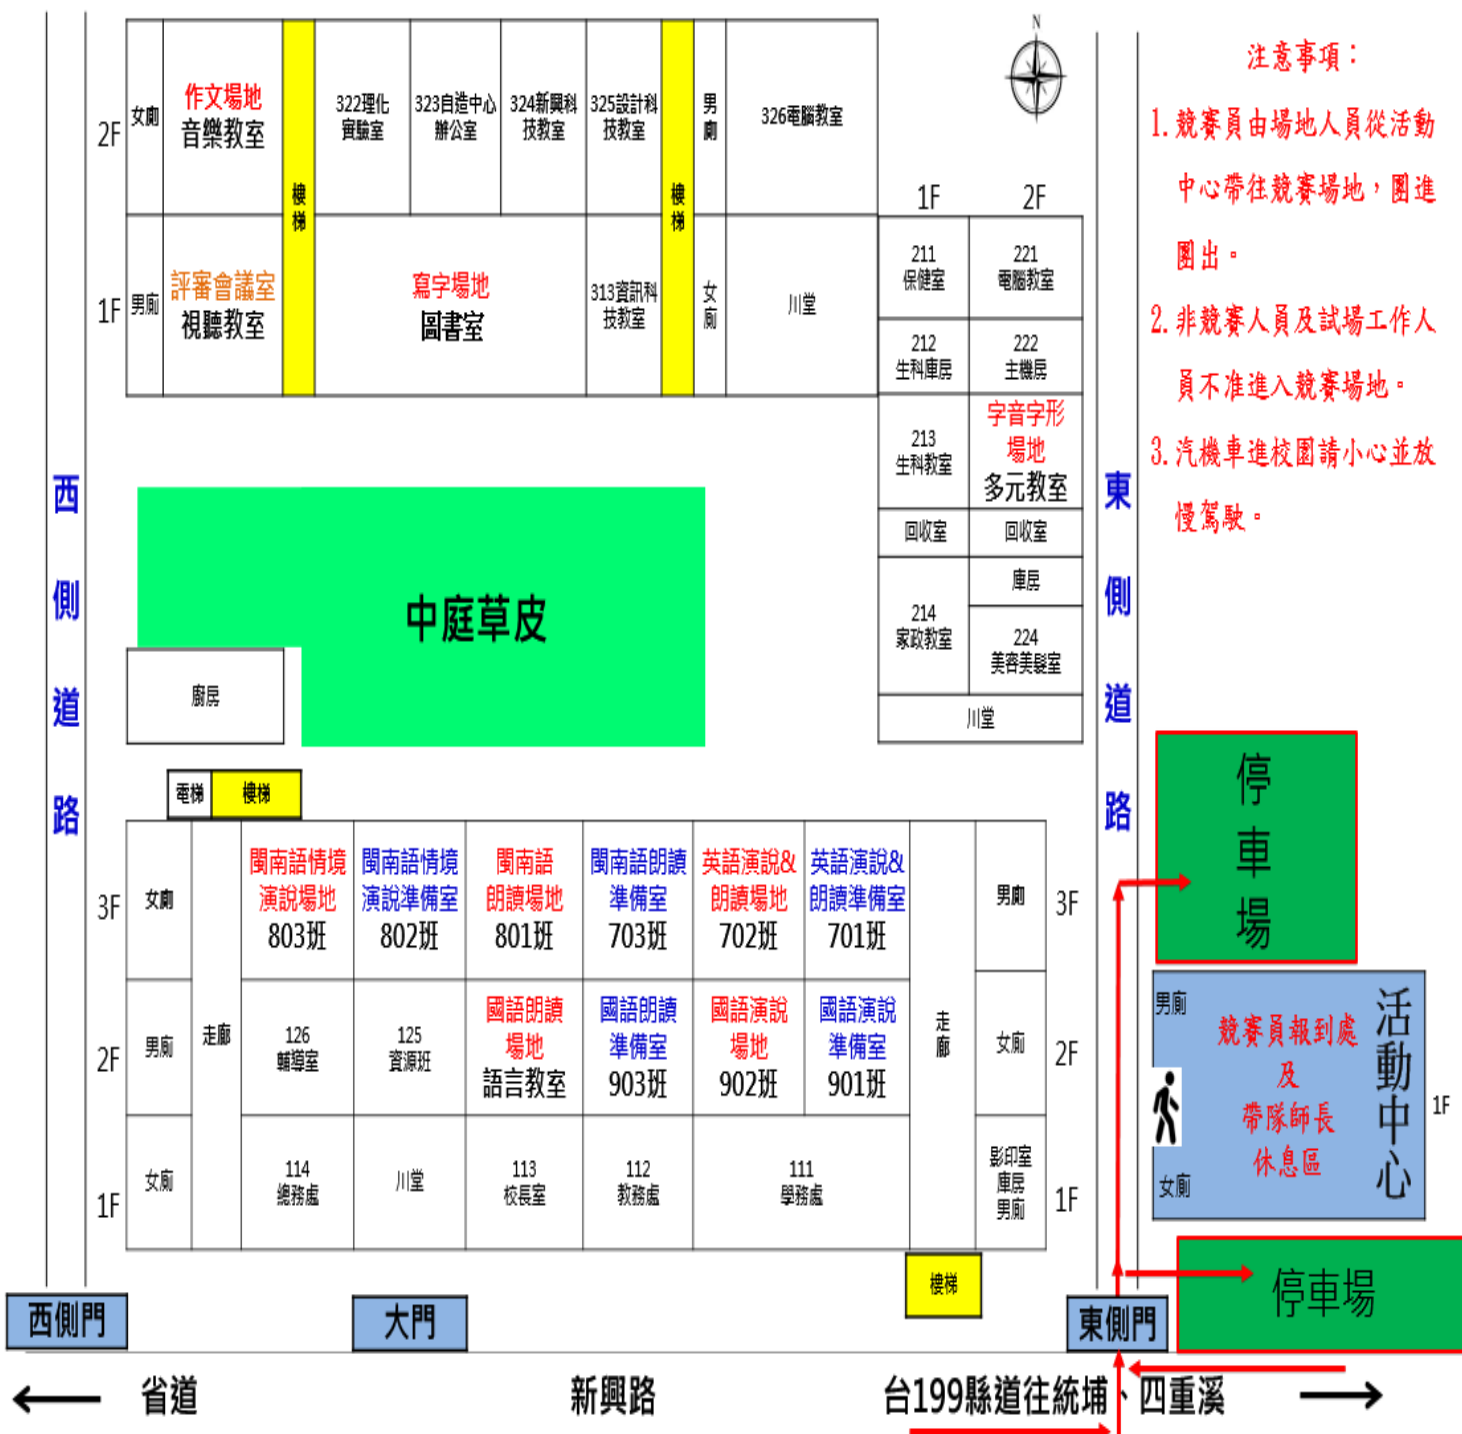 N
注意事項：
1. 競賽員由場地人員從活動
中心帶往競賽場地，團進
團出。
2. 非競賽人員及試場工作人
員不准進入競賽場地。
3. 汽機車進校園請小心並放
慢駕駛。
2F
女廁
作文場地
音樂教室
樓梯
322理化
實驗室
323自造中心
辦公室
324新興科
技教室
325設計科
技教室
樓梯
男廁
326電腦教室
1F
男廁
評審會議室
視聽教室
寫字場地
圖書室
313資訊科
技教室
女廁
川堂
1F
2F
211
保健室
221
電腦教室
212
生科庫房
222
主機房
213
生科教室
字音字形
場地
多元教室
回收室
回收室
214
家政教室
庫房
224
美容美髮室
川堂
西側道路
中庭草皮
廚房
東側道路
電梯
樓梯
3F
女廁
走廊
閩南語情境
演說場地
803班
閩南語情境
演說準備室
802班
閩南語
朗讀場地
801班
閩南語朗讀
準備室
703班
英語演說&
朗讀場地
702班
英語演說&
朗讀準備室
701班
走廊
男廁
3F
2F
男廁
126
輔導室
125
資源班
國語朗讀
場地
語言教室
國語朗讀
準備室
903班
國語演說
場地
902班
國語演說
準備室
901班
女廁
2F
1F
女廁
114
總務處
川堂
113
校長室
112
教務處
111
學務處
影印室
庫房
男廁
1F
樓梯
停車場
男廁
競賽員報到處
及
帶隊師長
休息區
活動中心
女廁
1F
停車場
西側門
大門
東側門
省道
新興路
台199縣道往統埔、四重溪